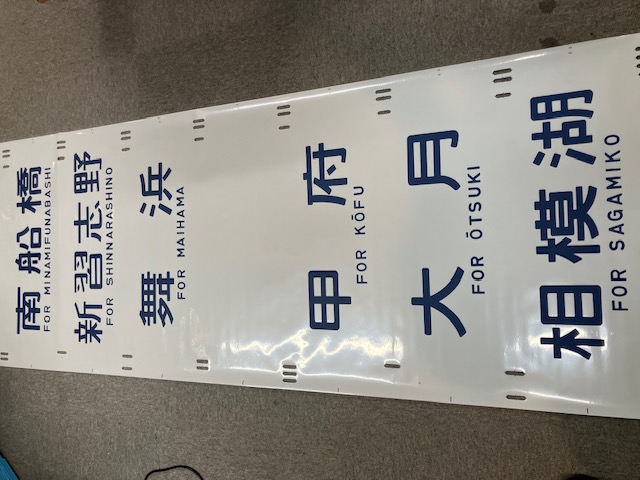 南船橋
FOR MINAMIFUNABASHI
新習志野
FOR SHINNARASHINO
舞浜
FOR MAIHAMA
甲府
FOR KŌFU
大月
FOR ŌTSUKI
相模湖
FOR SAGAMIKO